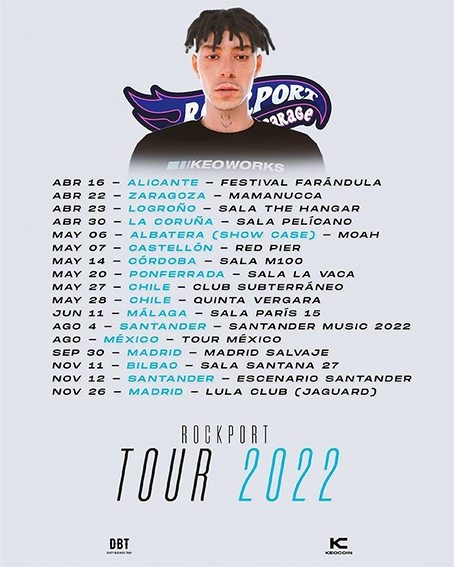 ROCKPORT
GARAGE
KEOWORKS
ABR 16 – ALICANTE – FESTIVAL FARÁNDULA
ABR 22 – ZARAGOZA – MAMANUCCA
ABR 23 – LOGROÑO – SALA THE HANGAR
ABR 30 – LA CORUÑA – SALA PELÍCANO
MAY 06 – ALBATERA (SHOW CASE) – MOAH
MAY 07 – CASTELLÓN – RED PIER
MAY 14 – CÓRDOBA – SALA M100
MAY 20 – PONFERRADA – SALA LA VACA
MAY 27 – CHILE – CLUB SUBTERRÁNEO
MAY 28 – CHILE – QUINTA VERGARA
JUN 11 – MÁLAGA – SALA PARÍS 15
AGO 4 – SANTANDER – SANTANDER MUSIC 2022
AGO – MÉXICO – TOUR MÉXICO
SEP 30 – MADRID – MADRID SALVAJE
NOV 11 – BILBAO – SALA SANTANA 27
NOV 12 – SANTANDER – ESCENARIO SANTANDER
NOV 26 – MADRID – LULA CLUB (JAGUARD)
ROCKPORT
TOUR 2022
DBT
KEOCOIN